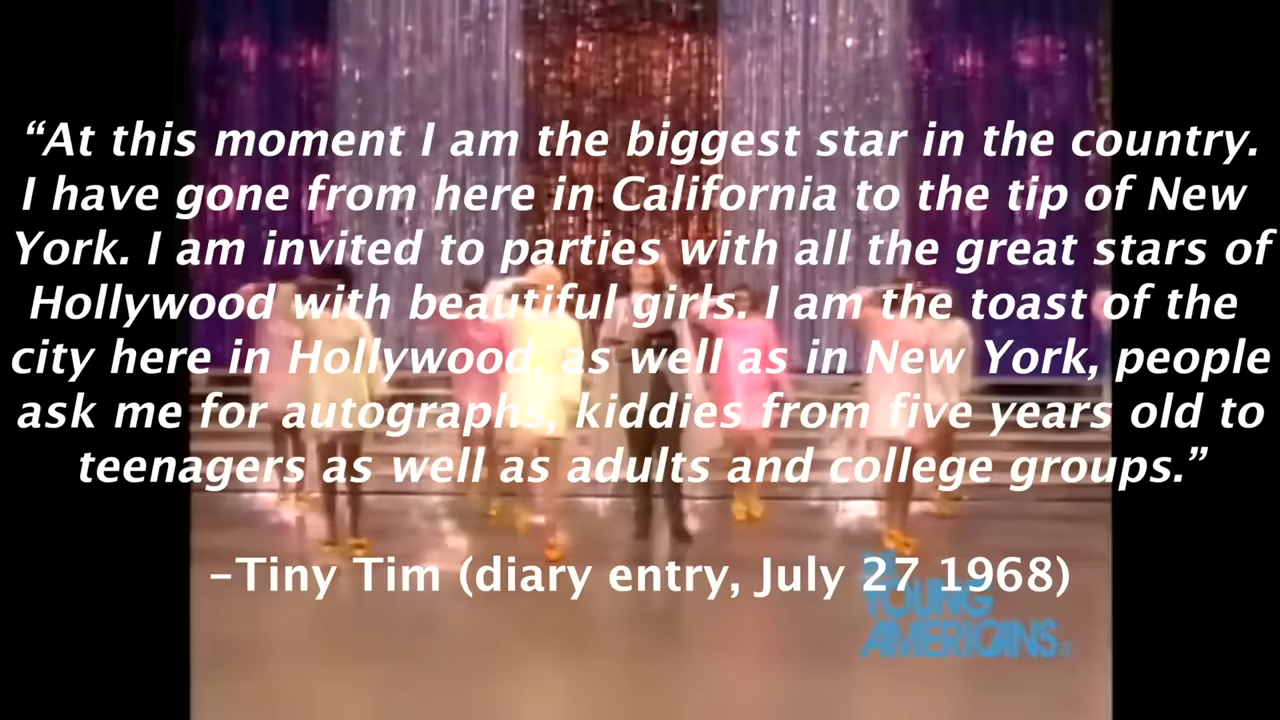 “At this moment I am the biggest star in the country.
I have gone from here in California to the tip of New
York. I am invited to parties with all the great stars of
Hollywood with beautiful girls. I am the toast of the
city here in Hollywood, as well as in New York, people
ask me for autographs, kiddies from five years old to
teenagers as well as adults and college groups.”
–Tiny Tim (diary entry, July 27 1968)
YOUNG
AMERICANS